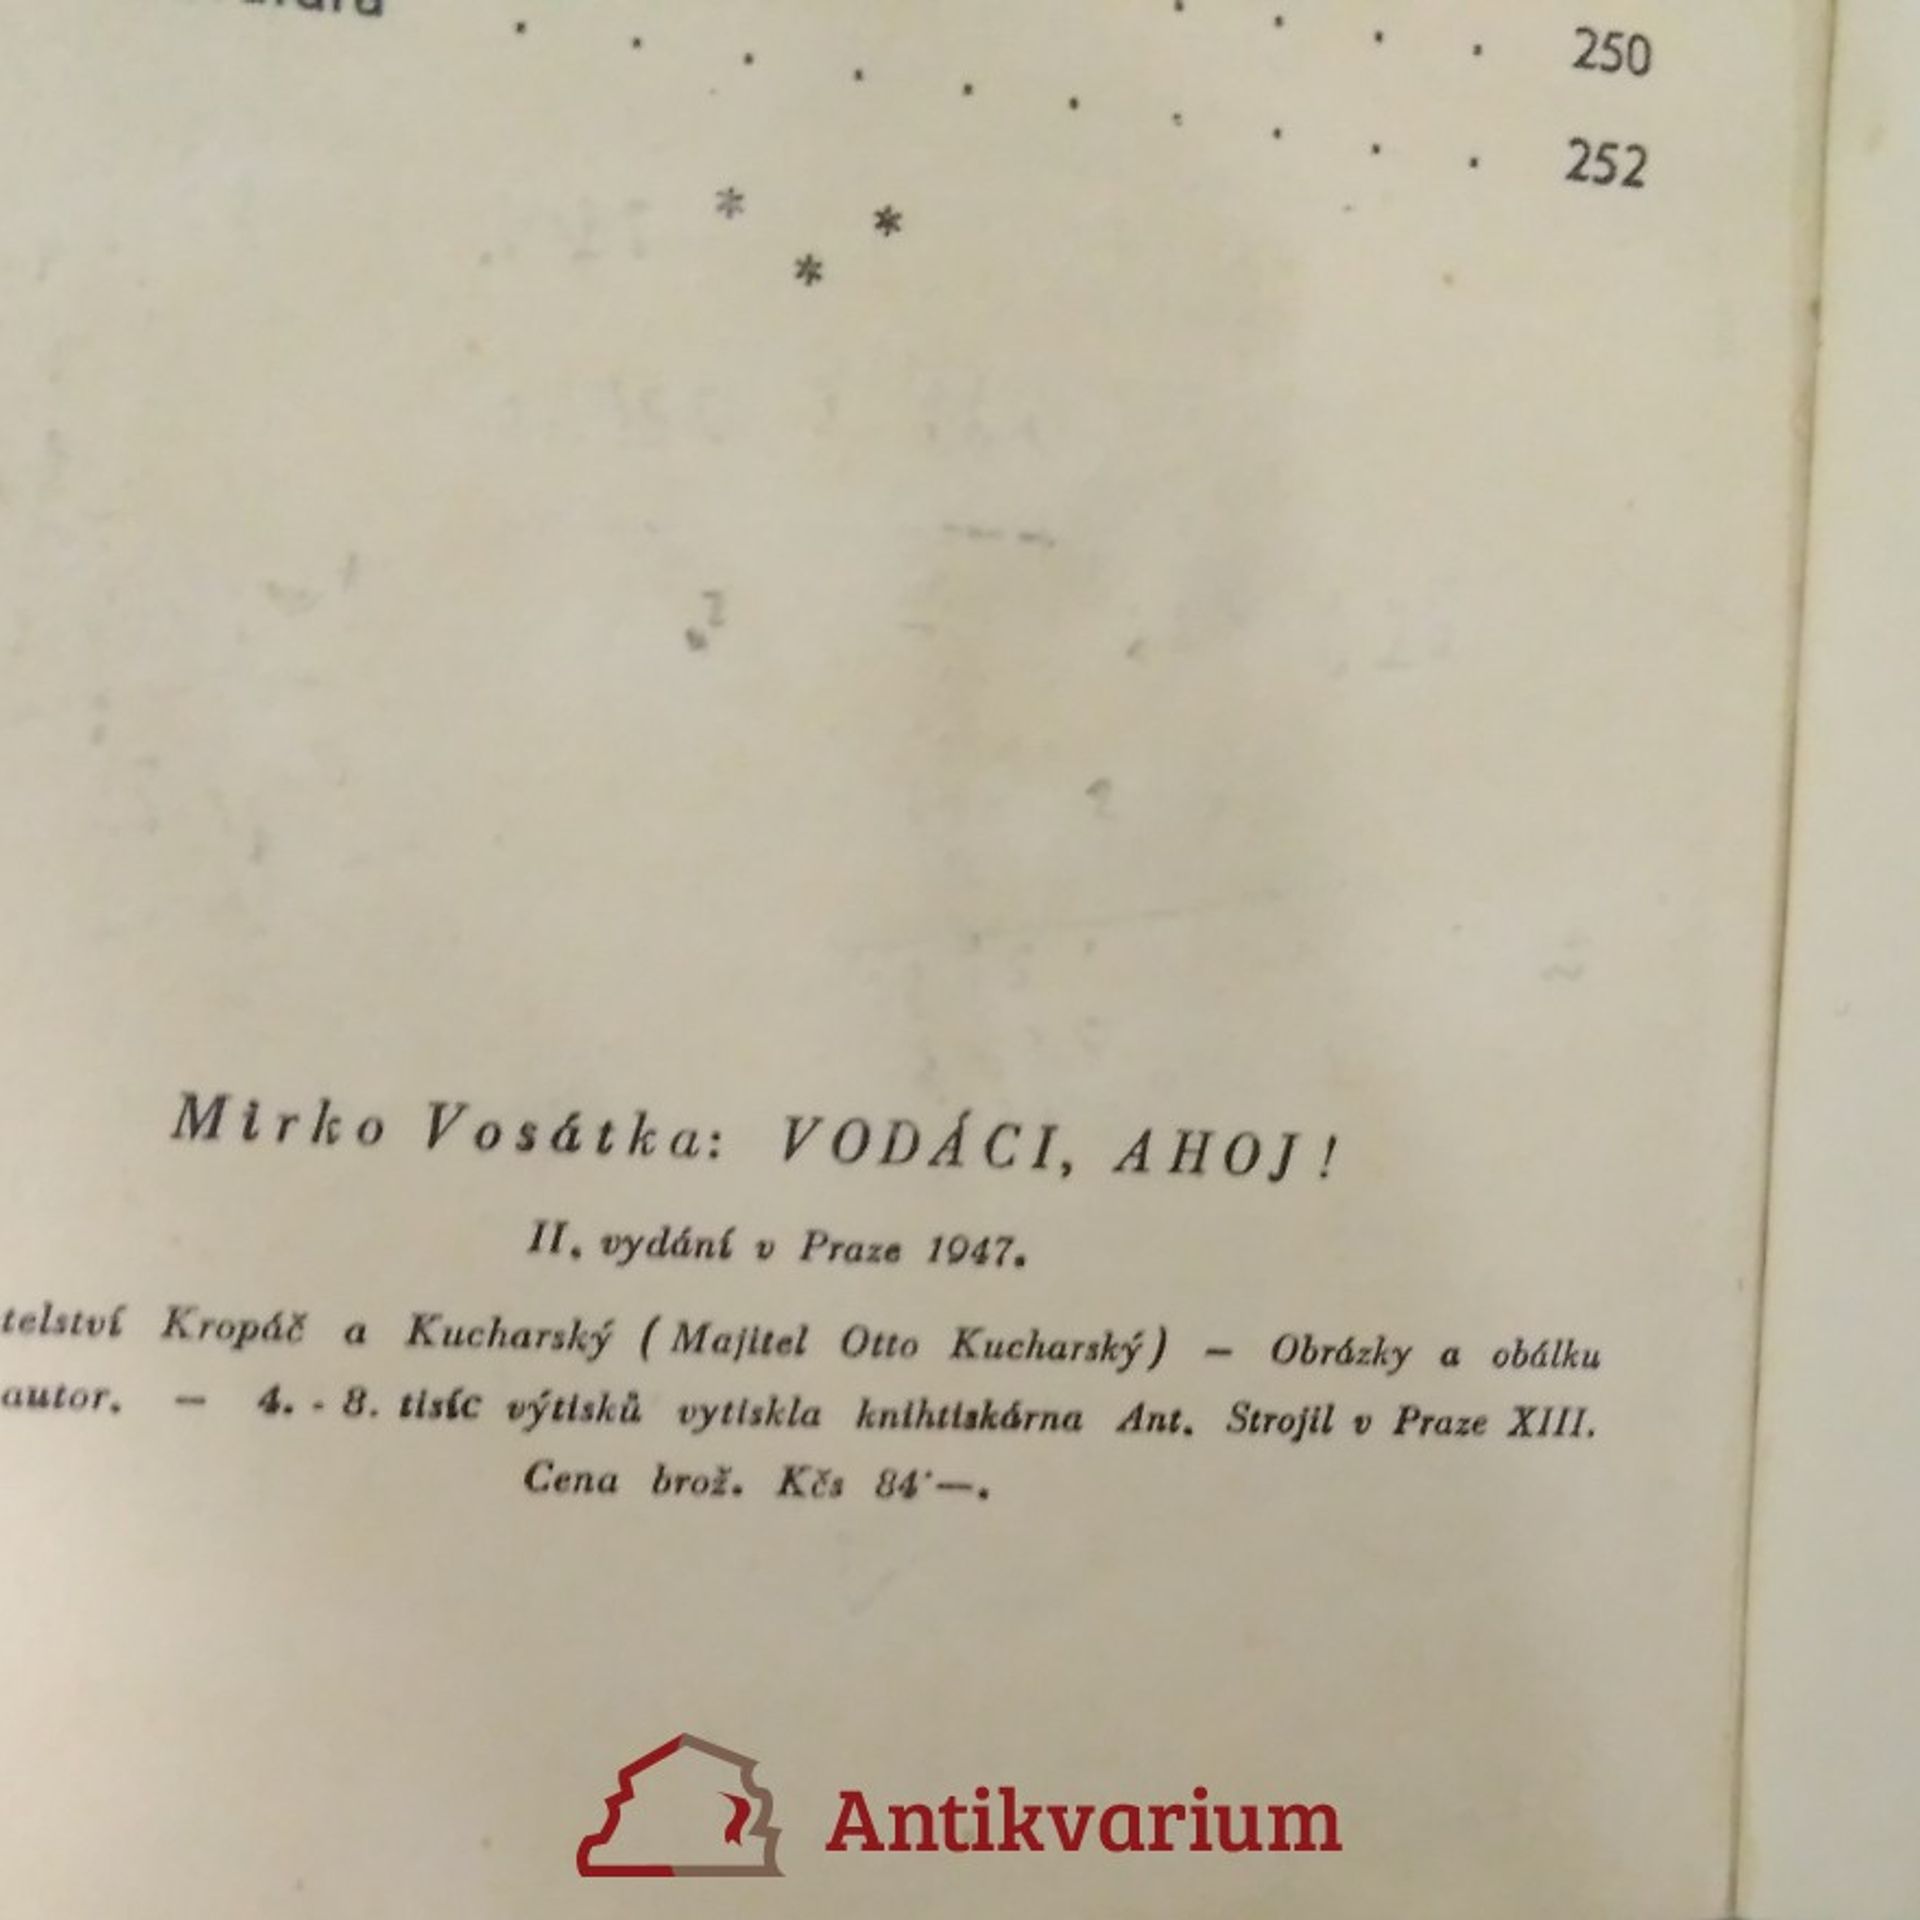 . . . . 250
. . . . . . . . . . 252
* *
*
Mirko Vosátka: VODÁCI, AHOJ!
II. vydání v Praze 1947.
telství Kropáč a Kucharský (Majitel Otto Kucharský) — Obrázky a obálku
autor. — 4. - 8. tisíc výtisků vytiskla knihtiskárna Ant. Strojil v Praze XIII.
Cena brož. Kčs 84·—.
Antikvarium